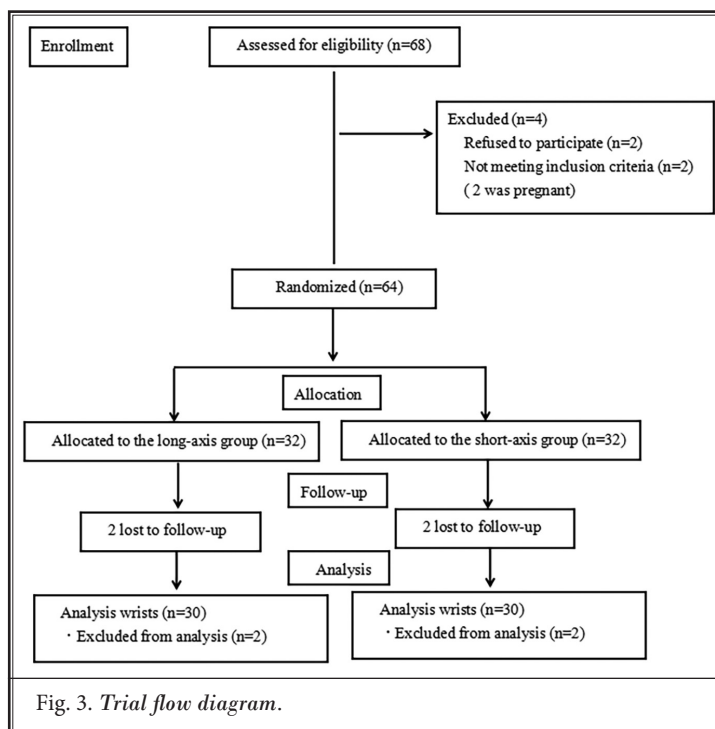 Enrollment
Assessed for eligibility (n=68)
Excluded (n=4)
Refused to participate (n=2)
Not meeting inclusion criteria (n=2)
( 2 was pregnant)
Randomized (n=64)
Allocation
Allocated to the long-axis group (n=32)
Allocated to the short-axis group (n=32)
Follow-up
2 lost to follow-up
2 lost to follow-up
Analysis
Analysis wrists (n=30)
· Excluded from analysis (n=2)
Analysis wrists (n=30)
· Excluded from analysis (n=2)
Fig. 3. Trial flow diagram.